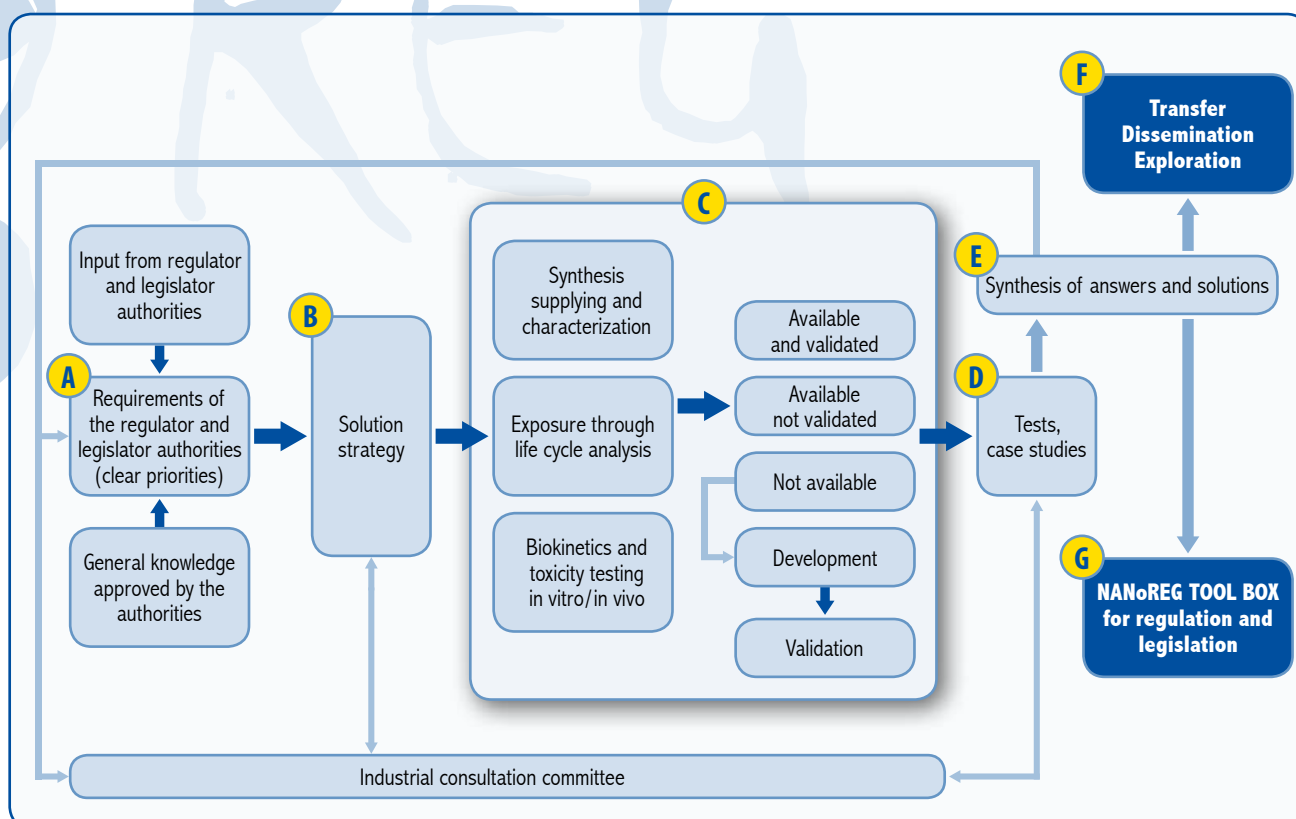 F
Transfer
Dissemination
Exploration
C
Input from regulator
and legislator
authorities
E
Synthesis of answers and solutions
Synthesis
supplying and
characterization
B
Available
and validated
A
Requirements of
the regulator and
legislator authorities
(clear priorities)
Solution
strategy
Exposure through
life cycle analysis
Available
not validated
D
Tests,
case studies
Not available
General knowledge
approved by the
authorities
Biokinetics and
toxicity testing
in vitro/in vivo
Development
Validation
G
NANoREG TOOL BOX
for regulation and
legislation
Industrial consultation committee